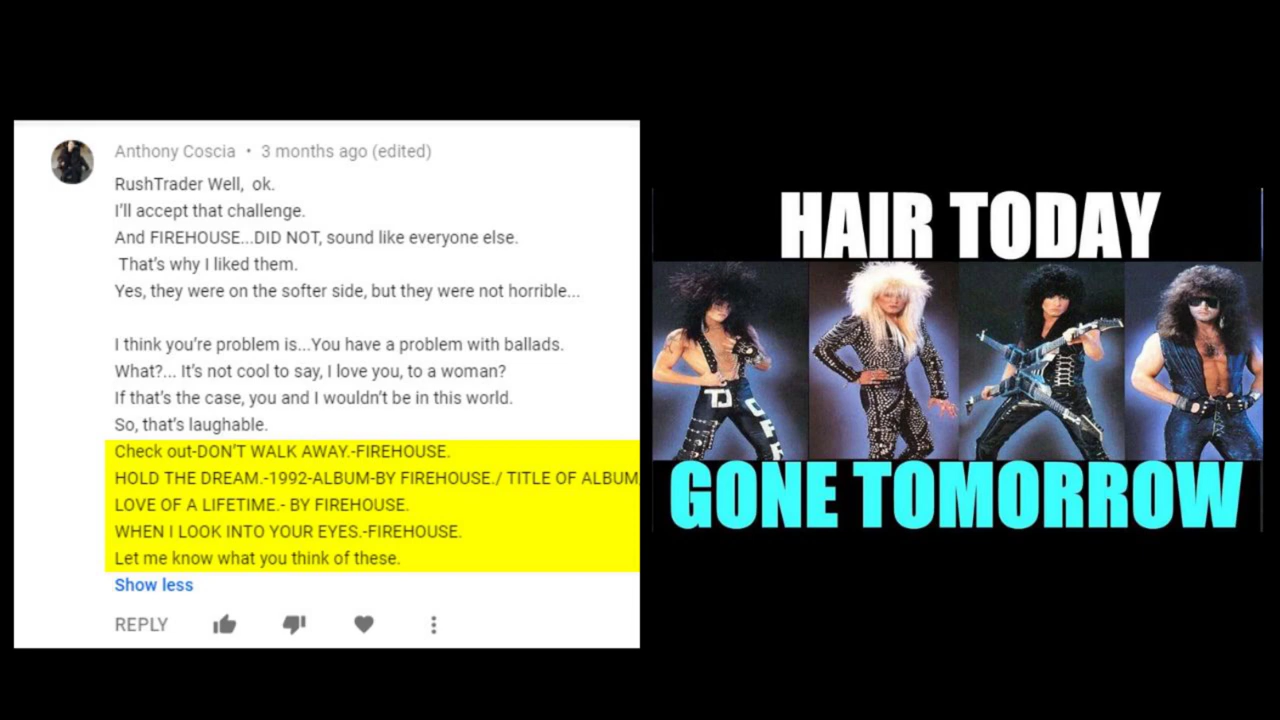 Anthony Coscia • 3 months ago (edited)
RushTrader Well, ok.
I'll accept that challenge.
And FIREHOUSE...DID NOT, sound like everyone else.
That's why I liked them.
Yes, they were on the softer side, but they were not horrible...
I think you're problem is...You have a problem with ballads.
What?... It's not cool to say, I love you, to a woman?
If that's the case, you and I wouldn't be in this world.
So, that's laughable.
Check out-DON'T WALK AWAY.-FIREHOUSE.
HOLD THE DREAM.-1992-ALBUM-BY FIREHOUSE./ TITLE OF ALBUM
LOVE OF A LIFETIME.- BY FIREHOUSE.
WHEN I LOOK INTO YOUR EYES.-FIREHOUSE.
Let me know what you think of these.
Show less
REPLY
HAIR TODAY
GONE TOMORROW